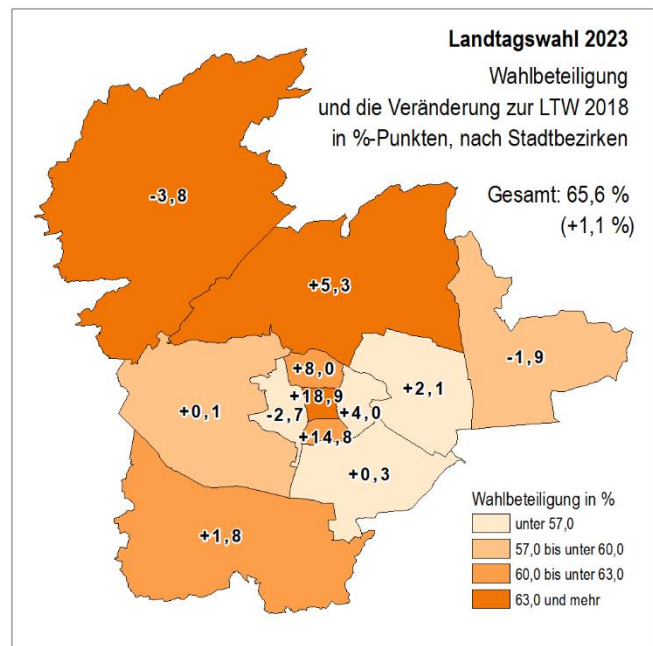 Landtagswahl 2023
Wahlbeteiligung
und die Veränderung zur LTW 2018
in %-Punkten, nach Stadtbezirken
Gesamt: 65,6 %
(+1,1 %)
-3,8
+5,3
-1,9
+8,0
+2,1
+18,9
+0,1
-2,7
+4,0
+14,8
+0,3
+1,8
Wahlbeteiligung in %
unter 57,0
57,0 bis unter 60,0
60,0 bis unter 63,0
63,0 und mehr